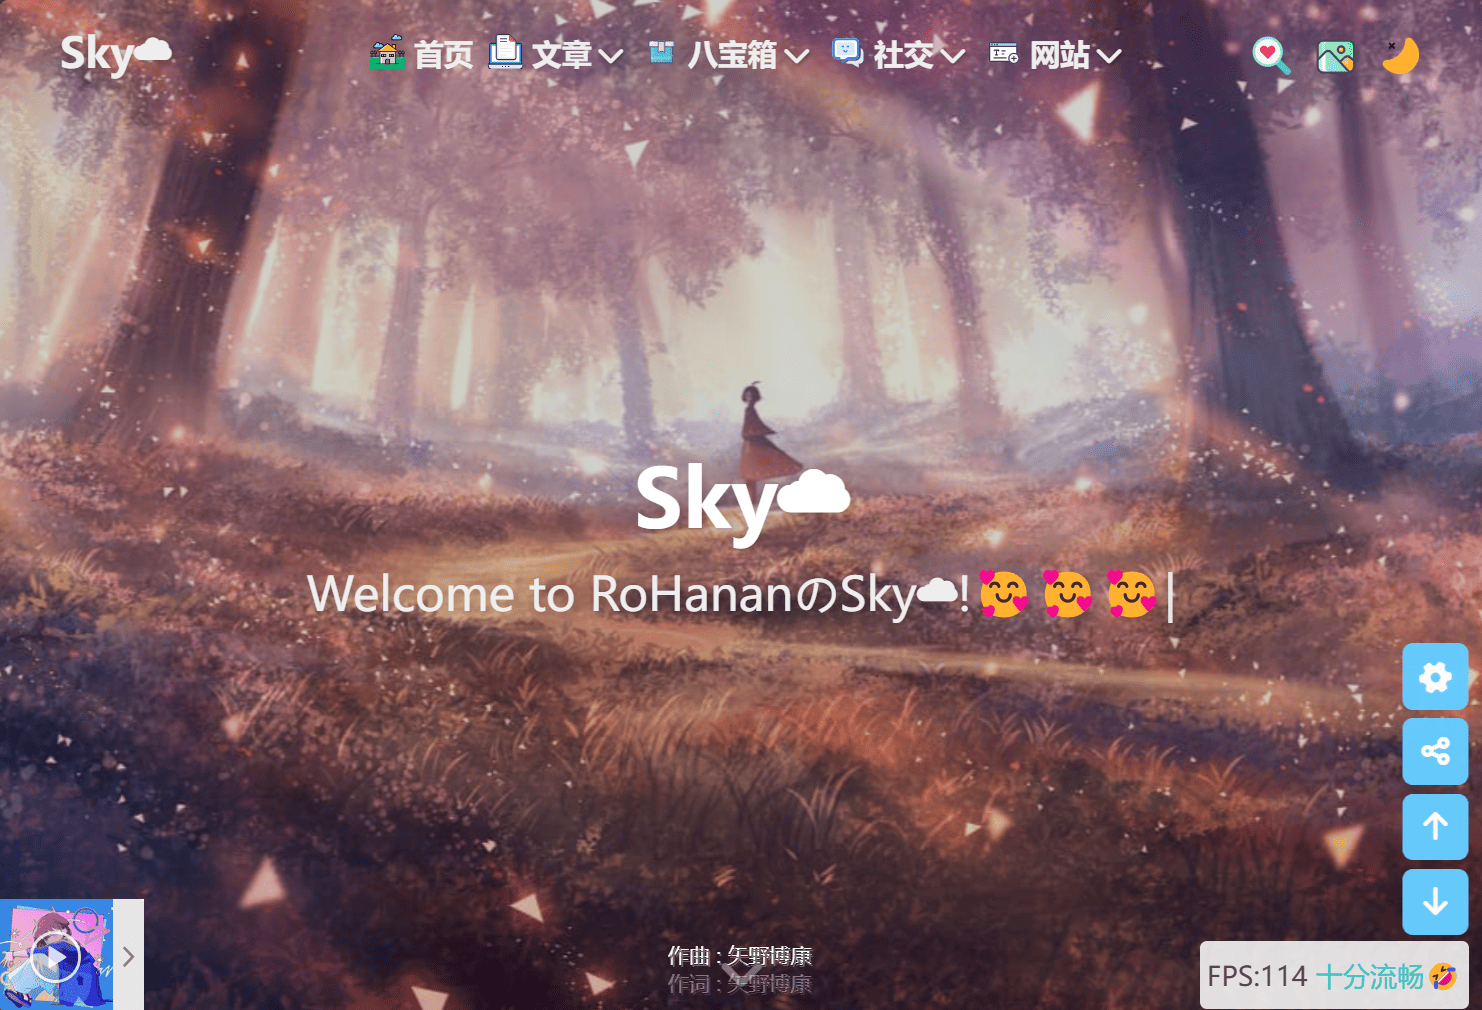 Sky☁ 首页 文章 八宝箱 社交 网站
Sky☁
Welcome to RoHananのSky☁!🥰🥰🥰|
作曲 : 矢野博康
作词 : 矢野博康
FPS:114 十分流畅🤣